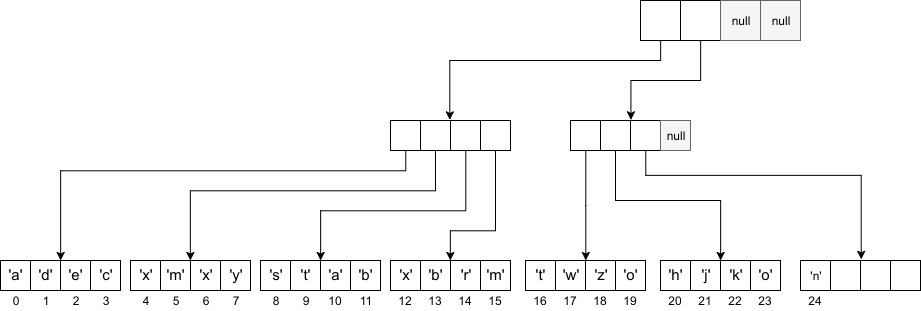 null null
null
'a' 'd' 'e' 'c' 'x' 'm' 'x' 'y' 's' 't' 'a' 'b' 'x' 'b' 'r' 'm' 't' 'w' 'z' 'o' 'h' 'j' 'k' 'o' 'n'
0 1 2 3 4 5 6 7 8 9 10 11 12 13 14 15 16 17 18 19 20 21 22 23 24